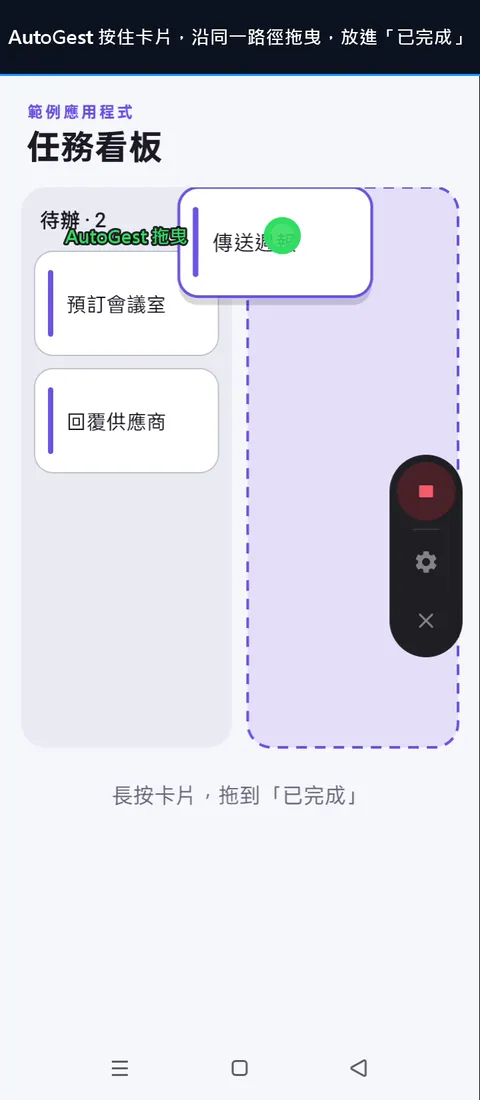 AutoGest 按住卡片，沿同一路徑拖曳，放進「已完成」
範例應用程式
任務看板
待辦 · 2
AutoGest 拖曳
傳送週報
預訂會議室
回覆供應商
長按卡片，拖到「已完成」